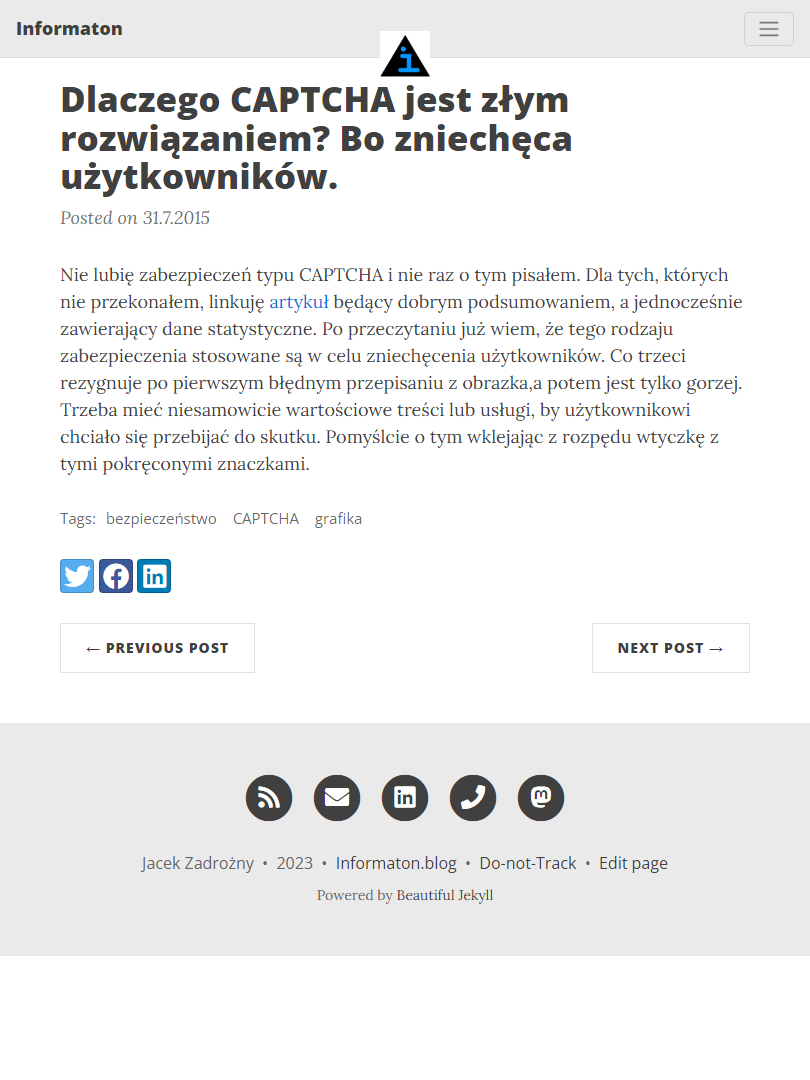 Informaton
i
Dlaczego CAPTCHA jest złym
rozwiązaniem? Bo zniechęca
użytkowników.
Posted on 31.7.2015
Nie lubię zabezpieczeń typu CAPTCHA i nie raz o tym pisałem. Dla tych, których
nie przekonałem, linkuję artykuł będący dobrym podsumowaniem, a jednocześnie
zawierający dane statystyczne. Po przeczytaniu już wiem, że tego rodzaju
zabezpieczenia stosowane są w celu zniechęcenia użytkowników. Co trzeci
rezygnuje po pierwszym błędnym przepisaniu z obrazka,a potem jest tylko gorzej.
Trzeba mieć niesamowicie wartościowe treści lub usługi, by użytkownikowi
chciało się przebijać do skutku. Pomyślcie o tym wklejając z rozpędu wtyczkę z
tymi pokręconymi znaczkami.
Tags: bezpieczeństwo CAPTCHA grafika
← PREVIOUS POST
NEXT POST →
Jacek Zadrożny • 2023 • Informaton.blog • Do-not-Track • Edit page
Powered by Beautiful Jekyll